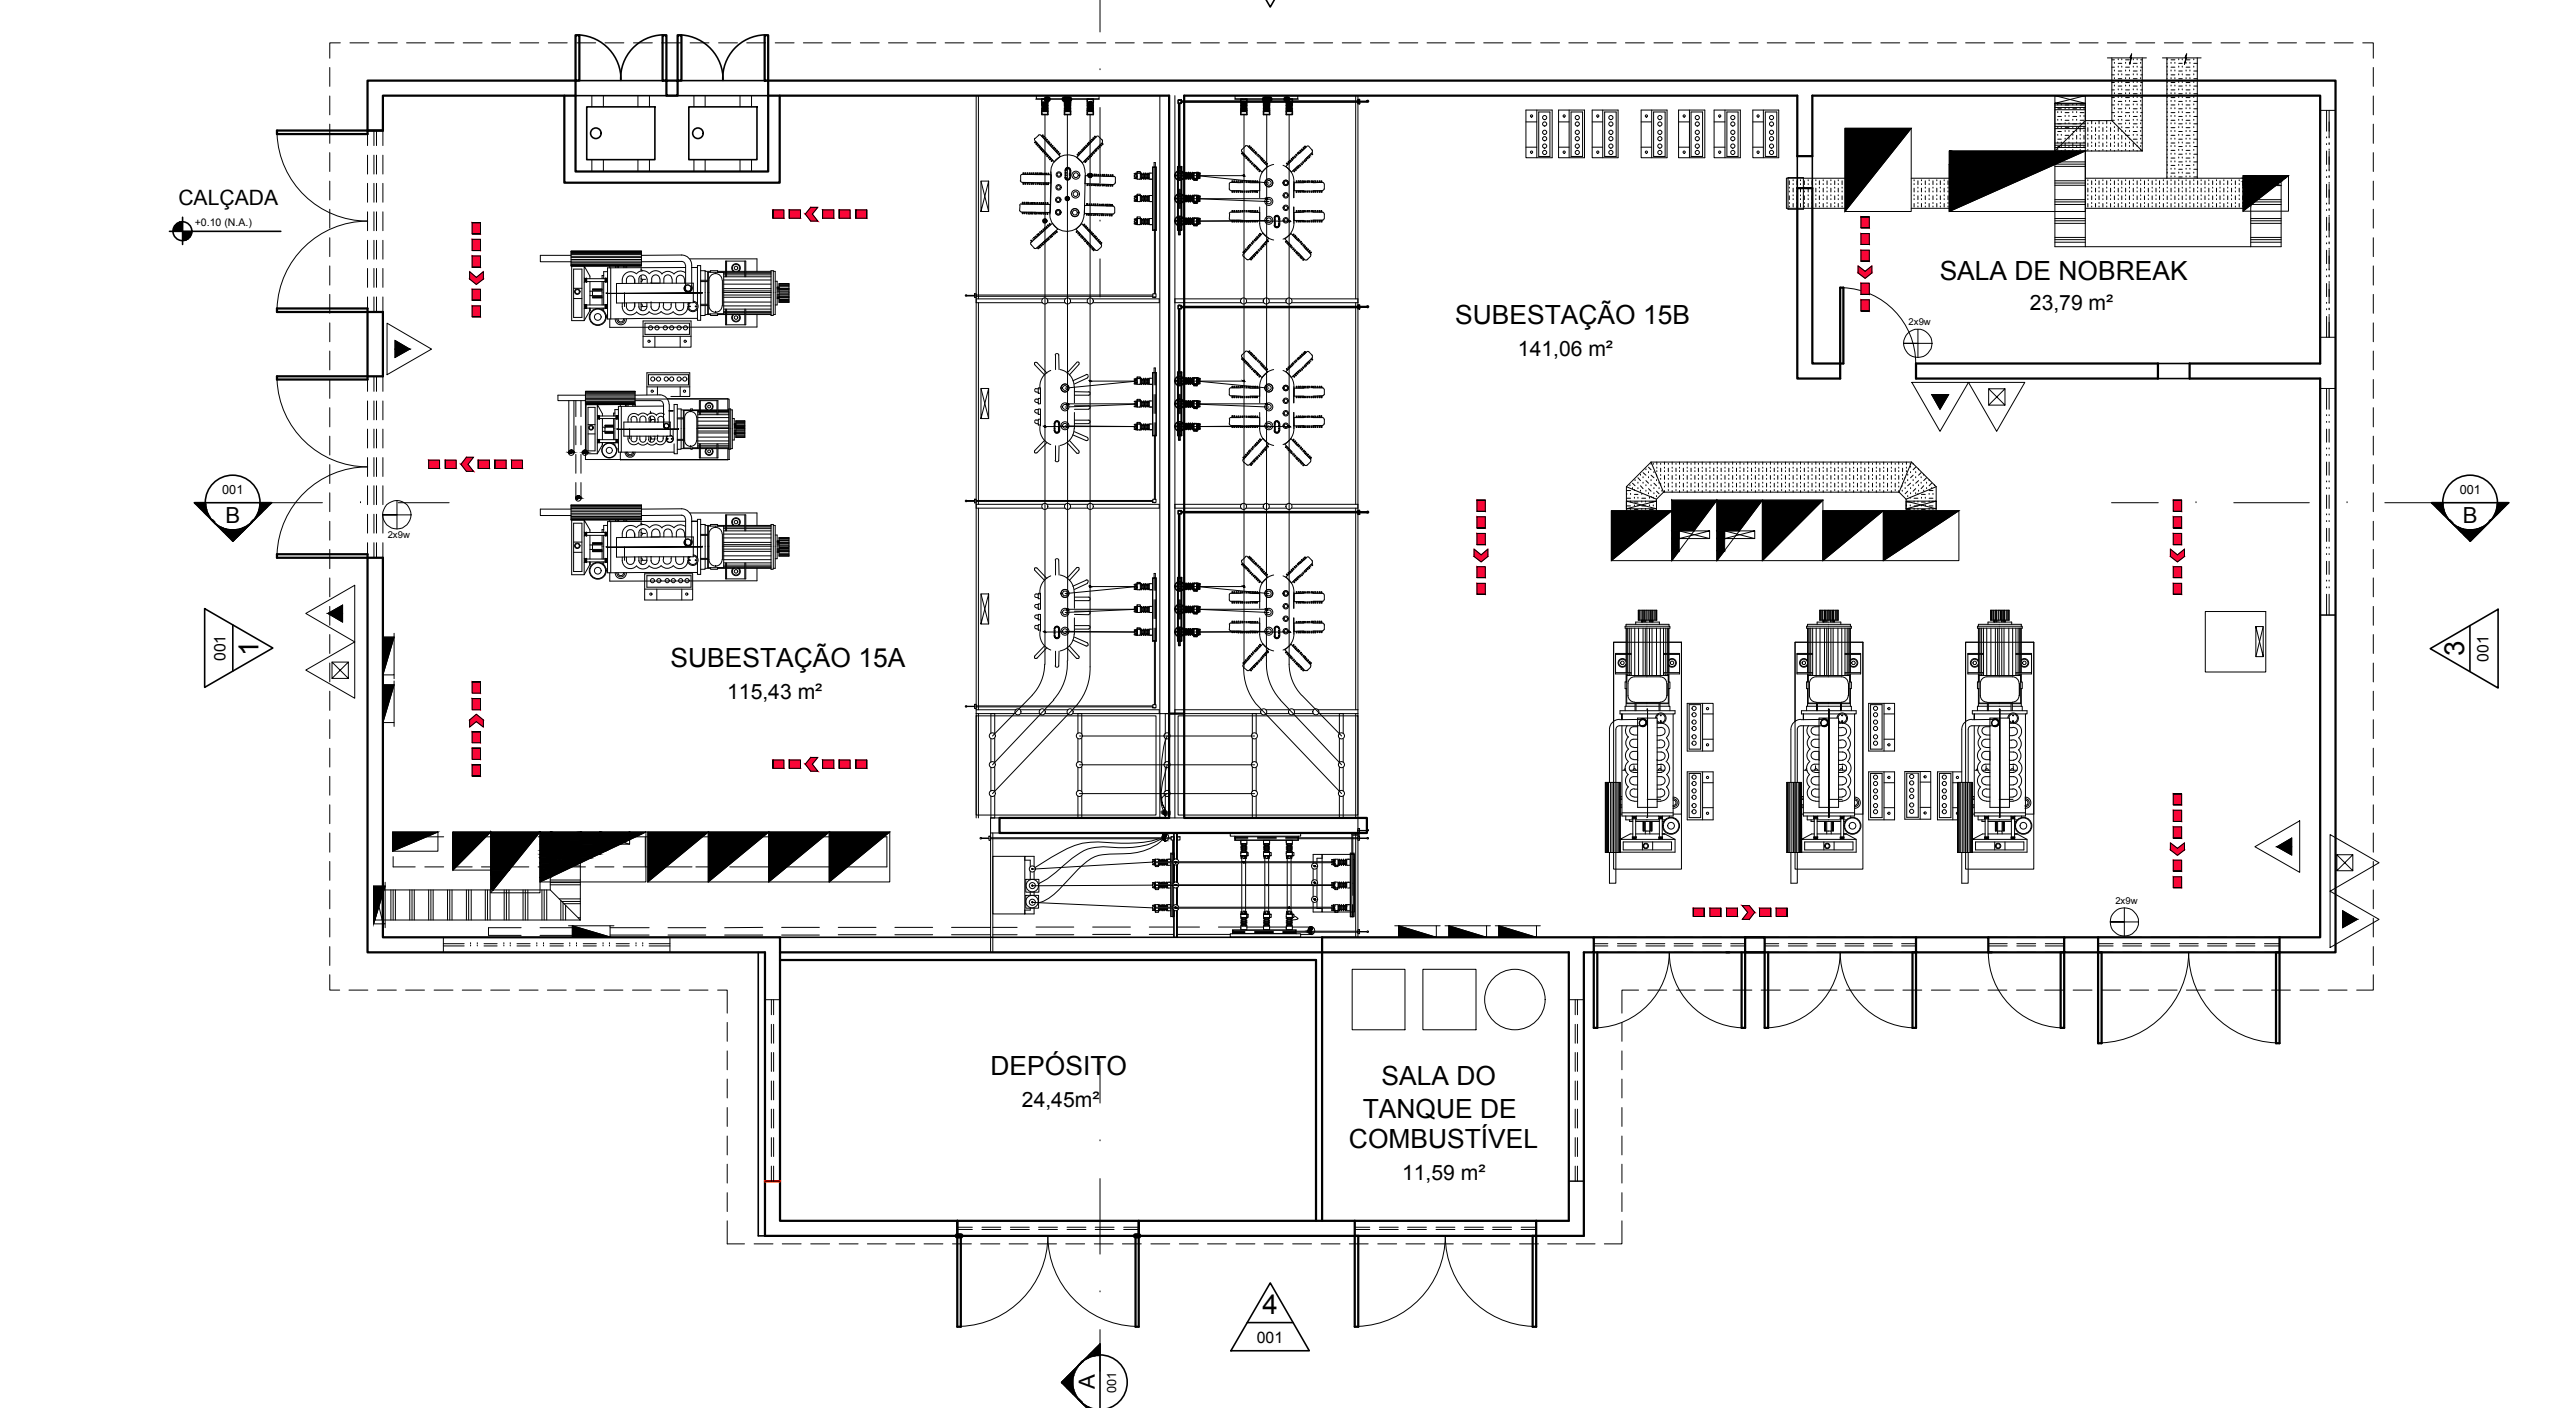 CALÇADA
+0.10 (N.A.)
SALA DE NOBREAK
23,79 m²
SUBESTAÇÃO 15B
141,06 m²
2x9w
001
B
2x9w
001
B
001
1
SUBESTAÇÃO 15A
115,43 m²
3
001
2x9w
DEPÓSITO
24,45m²
SALA DO
TANQUE DE
COMBUSTÍVEL
11,59 m²
4
001
A
001